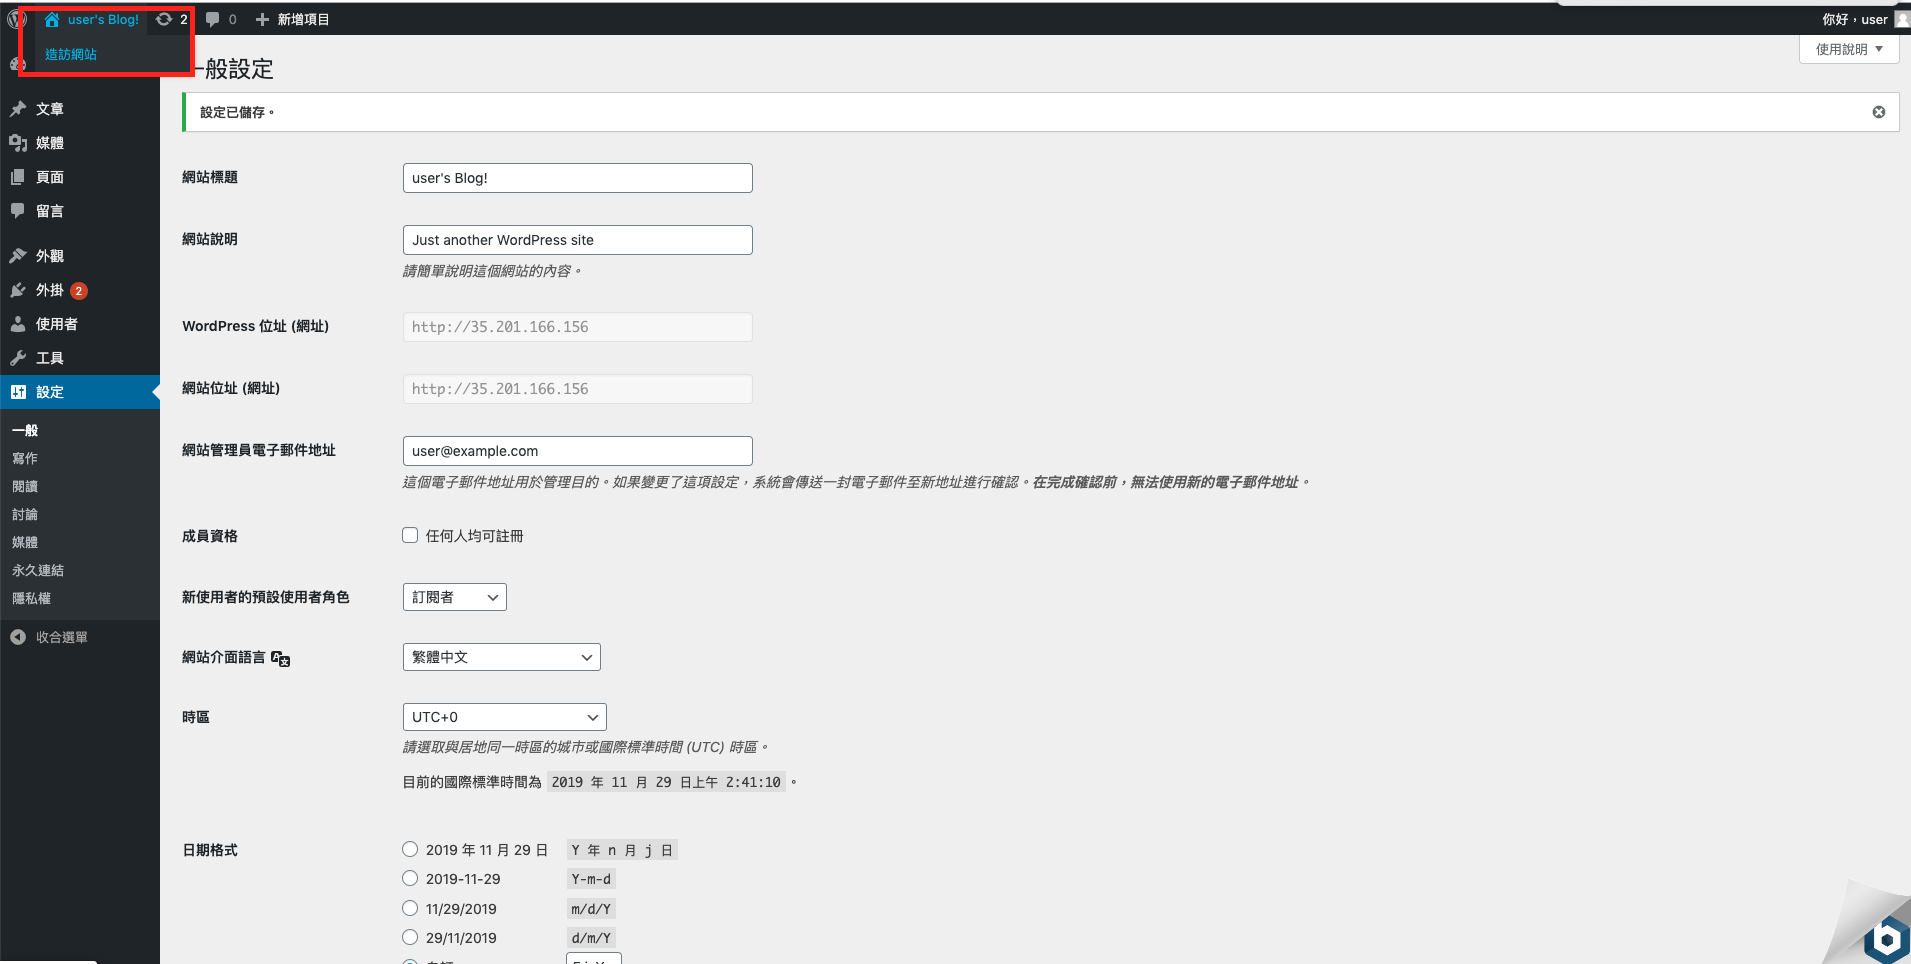 user's Blog! 2 0 新增項目 你好，user
造訪網站
使用說明
一般設定
設定已儲存。
文章
媒體
頁面
留言
外觀
外掛 2
使用者
工具
設定
一般
寫作
閱讀
討論
媒體
永久連結
隱私權
收合選單
網站標題 user's Blog!
網站說明 Just another WordPress site
請簡單說明這個網站的內容。
WordPress 位址 (網址) http://35.201.166.156
網站位址 (網址) http://35.201.166.156
網站管理員電子郵件地址 user@example.com
這個電子郵件地址用於管理目的。如果變更了這項設定，系統會傳送一封電子郵件至新地址進行確認。在完成確認前，無法使用新的電子郵件地址。
成員資格 任何人均可註冊
新使用者的預設使用者角色 訂閱者
網站介面語言 繁體中文
時區 UTC+0
請選取與居地同一時區的城市或國際標準時間 (UTC) 時區。
目前的國際標準時間為 2019 年 11 月 29 日上午 2:41:10 。
日期格式 2019 年 11 月 29 日 Y 年 n 月 j 日
2019-11-29 Y-m-d
11/29/2019 m/d/Y
29/11/2019 d/m/Y